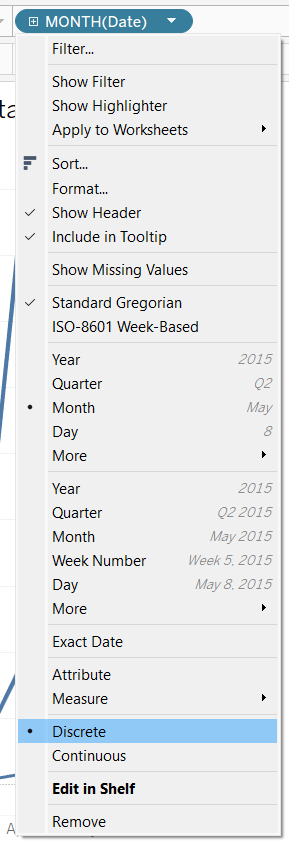 MONTH(Date)
Filter...
Show Filter
Show Highlighter
Apply to Worksheets
Sort...
Format...
Show Header
Include in Tooltip
Show Missing Values
Standard Gregorian
ISO-8601 Week-Based
Year 2015
Quarter Q2
Month May
Day 8
More
Year 2015
Quarter Q2 2015
Month May 2015
Week Number Week 5, 2015
Day May 8, 2015
More
Exact Date
Attribute
Measure
Discrete
Continuous
Edit in Shelf
Remove